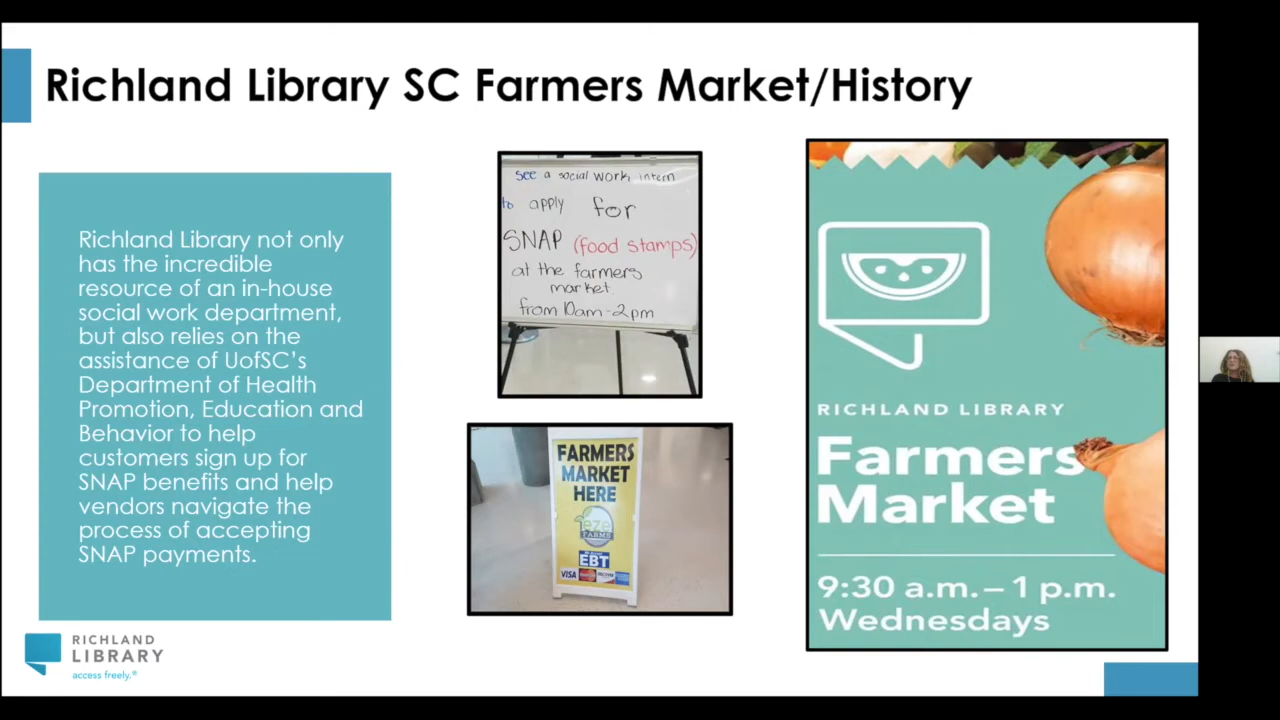 Richland Library SC Farmers Market/History
Richland Library not only
has the incredible
resource of an in-house
social work department,
but also relies on the
assistance of UofSC's
Department of Health
Promotion, Education and
Behavior to help
customers sign up for
SNAP benefits and help
vendors navigate the
process of accepting
SNAP payments.
see a social work intern
to apply for
SNAP (food stamps)
at the farmers
market
from 10am-2pm
FARMERS
MARKET
HERE
eze
FARMS
EBT
VISA
RICHLAND LIBRARY
Farmers
Market
9:30 a.m. – 1 p.m.
Wednesdays
RICHLAND
LIBRARY
access freely.®